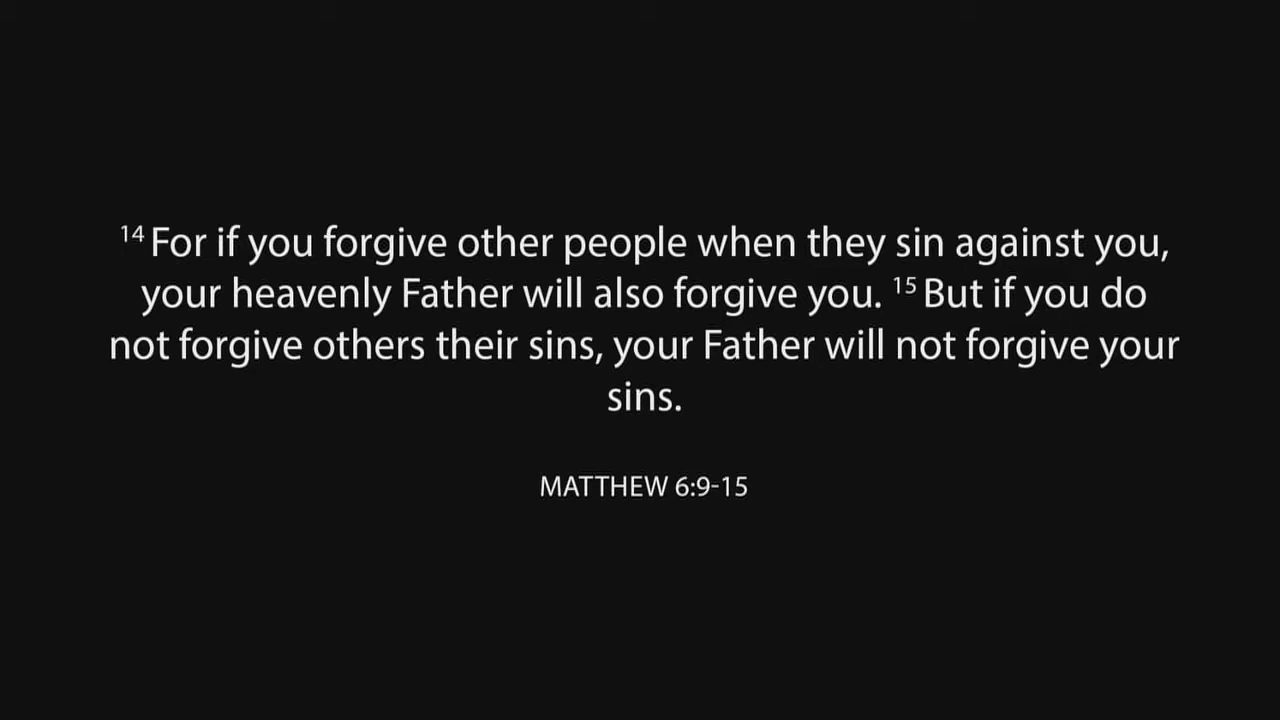 14 For if you forgive other people when they sin against you,
your heavenly Father will also forgive you. 15 But if you do
not forgive others their sins, your Father will not forgive your
sins.
MATTHEW 6:9-15